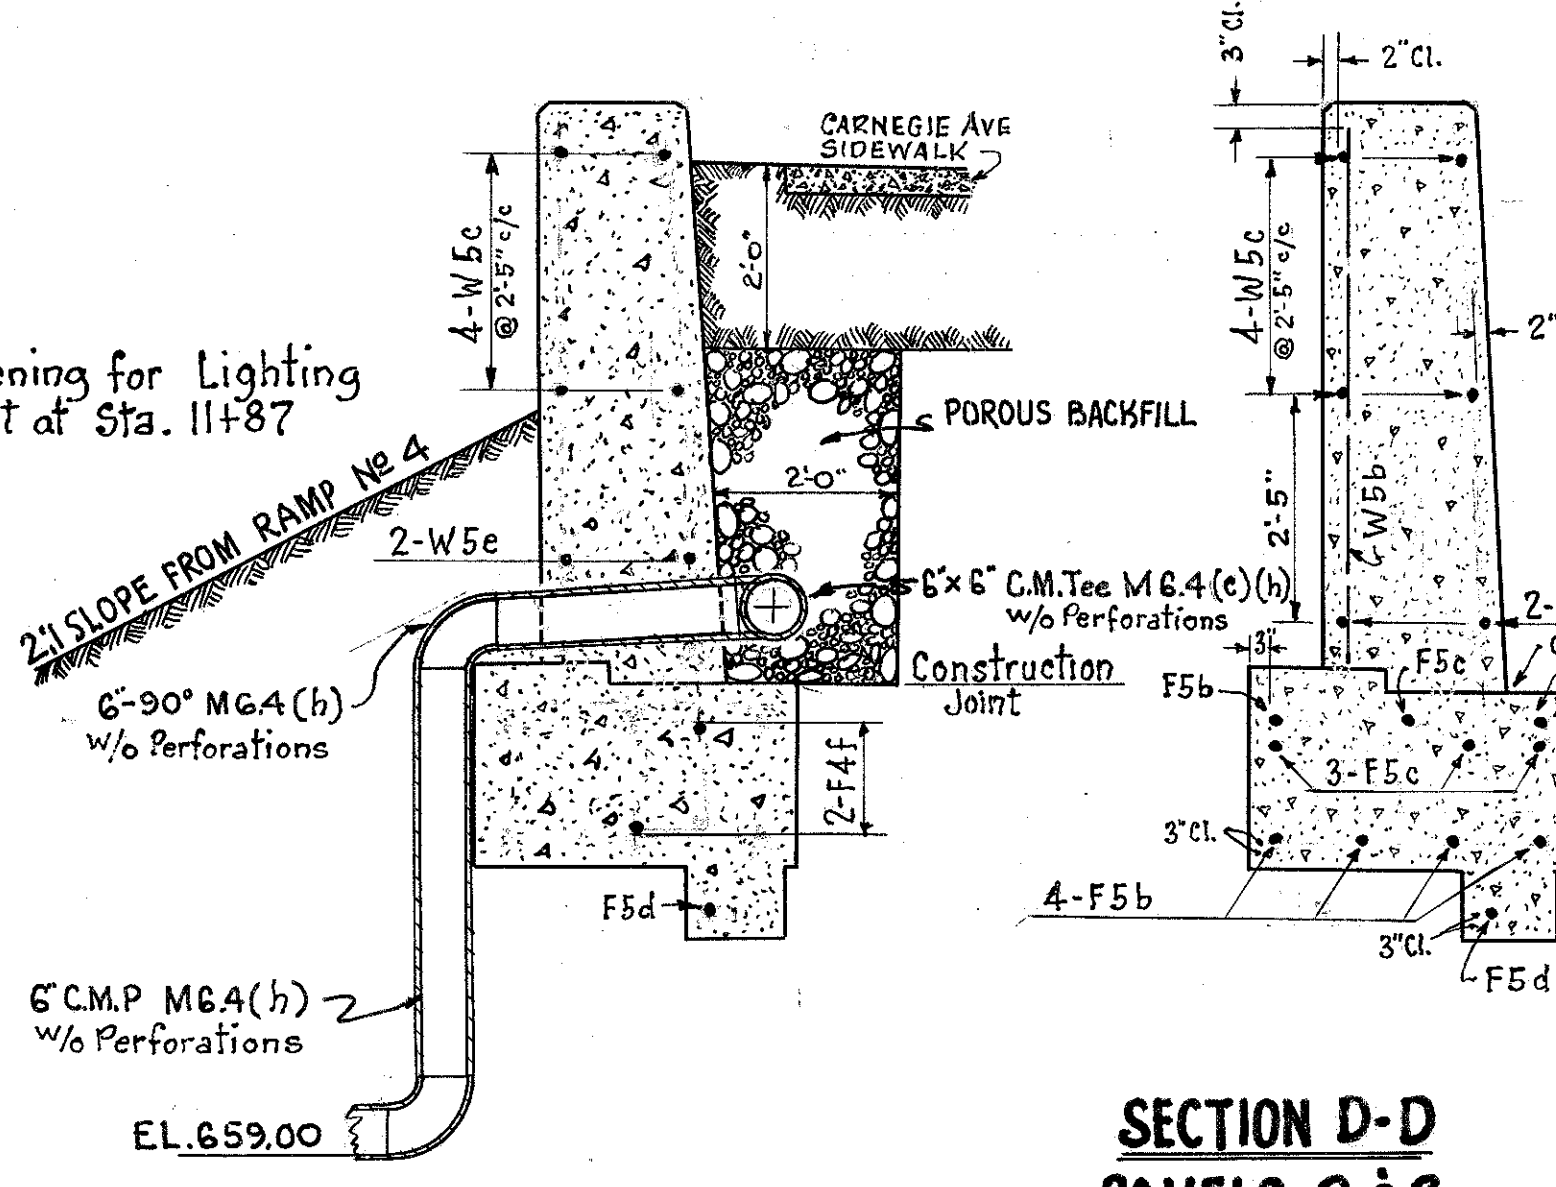 3"Cl.
2"Cl.
CARNEGIE AVE
SIDEWALK
4-W5c
@ 2'-5" c/c
2'-0"
4-W5c
@ 2'-5" c/c
2"
for Lighting
at Sta. 11+87
POROUS BACKFILL
2'-0"
2:1 SLOPE FROM RAMP Nº 4
2-W5e
2'-5"
W5b
6"x6" C.M.Tee M6.4(c)(h)
w/o Perforations
2-
3"
Construction
Joint
F5b
F5c
6"-90° M6.4(h)
w/o Perforations
2-F4f
3-F5c
3"Cl.
4-F5b
F5d
3"Cl.
F5d
6" C.M.P M6.4(h)
w/o Perforations
EL.659.00
SECTION D-D